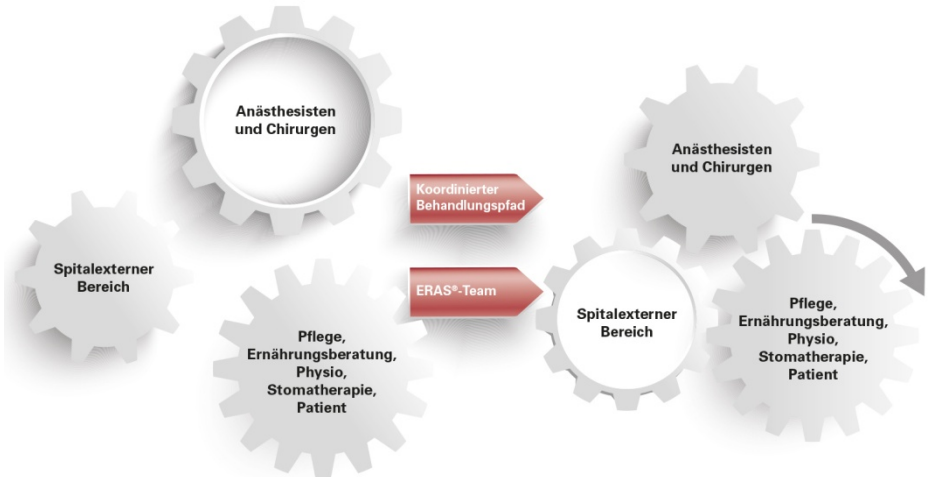 Anästhesisten
und Chirurgen
Spitalexterner
Bereich
Pflege,
Ernährungsberatung,
Physio,
Stomatherapie,
Patient
Koordinierter
Behandlungspfad
ERAS®-Team
Anästhesisten
und Chirurgen
Spitalexterner
Bereich
Pflege,
Ernährungsberatung,
Physio,
Stomatherapie,
Patient